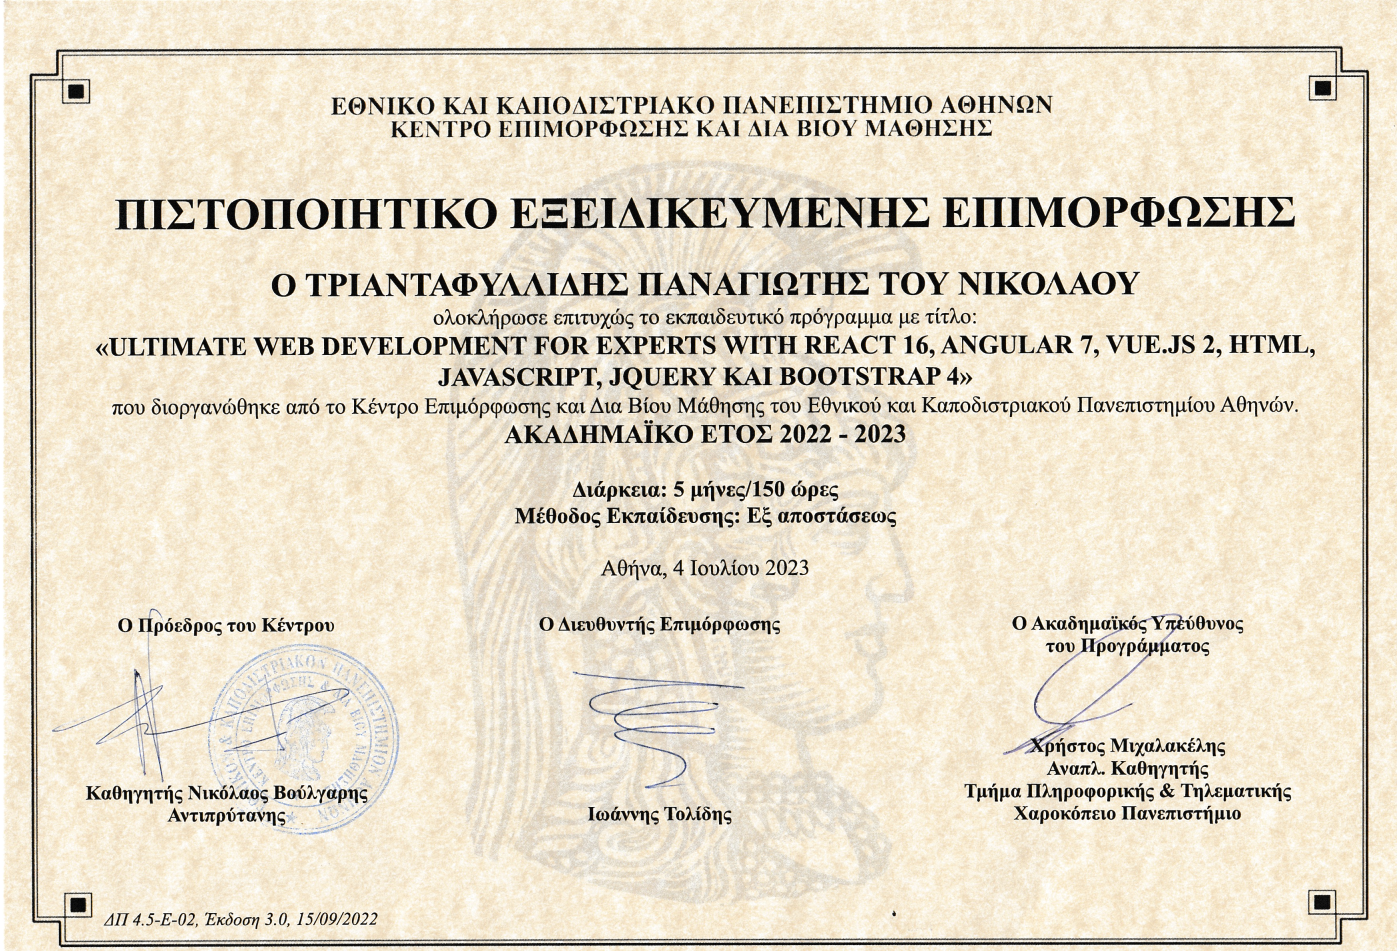 ΕΘΝΙΚΟ ΚΑΙ ΚΑΠΟΔΙΣΤΡΙΑΚΟ ΠΑΝΕΠΙΣΤΗΜΙΟ ΑΘΗΝΩΝ
ΚΕΝΤΡΟ ΕΠΙΜΟΡΦΩΣΗΣ ΚΑΙ ΔΙΑ ΒΙΟΥ ΜΑΘΗΣΗΣ
ΠΙΣΤΟΠΟΙΗΤΙΚΟ ΕΞΕΙΔΙΚΕΥΜΕΝΗΣ ΕΠΙΜΟΡΦΩΣΗΣ
Ο ΤΡΙΑΝΤΑΦΥΛΛΙΔΗΣ ΠΑΝΑΓΙΩΤΗΣ ΤΟΥ ΝΙΚΟΛΑΟΥ
ολοκλήρωσε επιτυχώς το εκπαιδευτικό πρόγραμμα με τίτλο:
«ULTIMATE WEB DEVELOPMENT FOR EXPERTS WITH REACT 16, ANGULAR 7, VUE.JS 2, HTML,
JAVASCRIPT, JQUERY ΚΑΙ BOOTSTRAP 4»
που διοργανώθηκε από το Κέντρο Επιμόρφωσης και Δια Βίου Μάθησης του Εθνικού και Καποδιστριακού Πανεπιστημίου Αθηνών.
ΑΚΑΔΗΜΑΪΚΟ ΕΤΟΣ 2022 - 2023
Διάρκεια: 5 μήνες/150 ώρες
Μέθοδος Εκπαίδευσης: Εξ αποστάσεως
Αθήνα, 4 Ιουλίου 2023
Ο Πρόεδρος του Κέντρου
Καθηγητής Νικόλαος Βούλγαρης
Αντιπρύτανης
Ο Διευθυντής Επιμόρφωσης
Ιωάννης Τολίδης
Ο Ακαδημαϊκός Υπεύθυνος
του Προγράμματος
Χρήστος Μιχαλακέλης
Αναπλ. Καθηγητής
Τμήμα Πληροφορικής & Τηλεματικής
Χαροκόπειο Πανεπιστήμιο
ΔΠ 4.5-Ε-02, Έκδοση 3.0, 15/09/2022